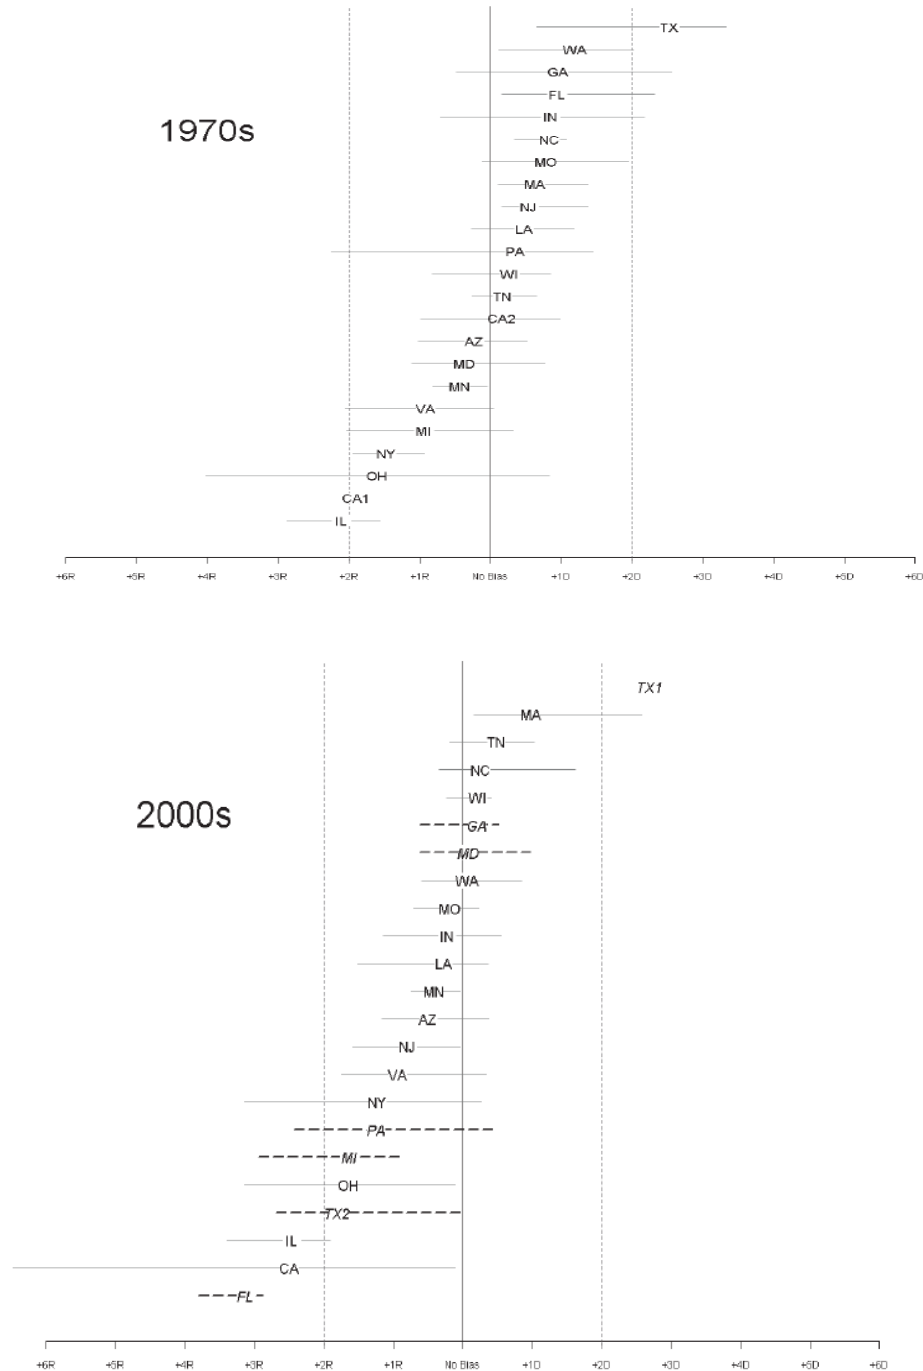 TX
WA
GA
FL
IN
1970s
NC
MO
MA
NJ
LA
PA
WI
TN
CA2
AZ
MD
MN
VA
MI
NY
OH
CA1
IL
+6R +5R +4R +3R +2R +1R No Bias +1D +2D +3D +4D +5D +6D
TX1
MA
TN
NC
WI
2000s
GA
MD
WA
MO
IN
LA
MN
AZ
NJ
VA
NY
PA
MI
OH
TX2
IL
CA
FL
+6R +5R +4R +3R +2R +1R No Bias +1D +2D +3D +4D +5D +6D